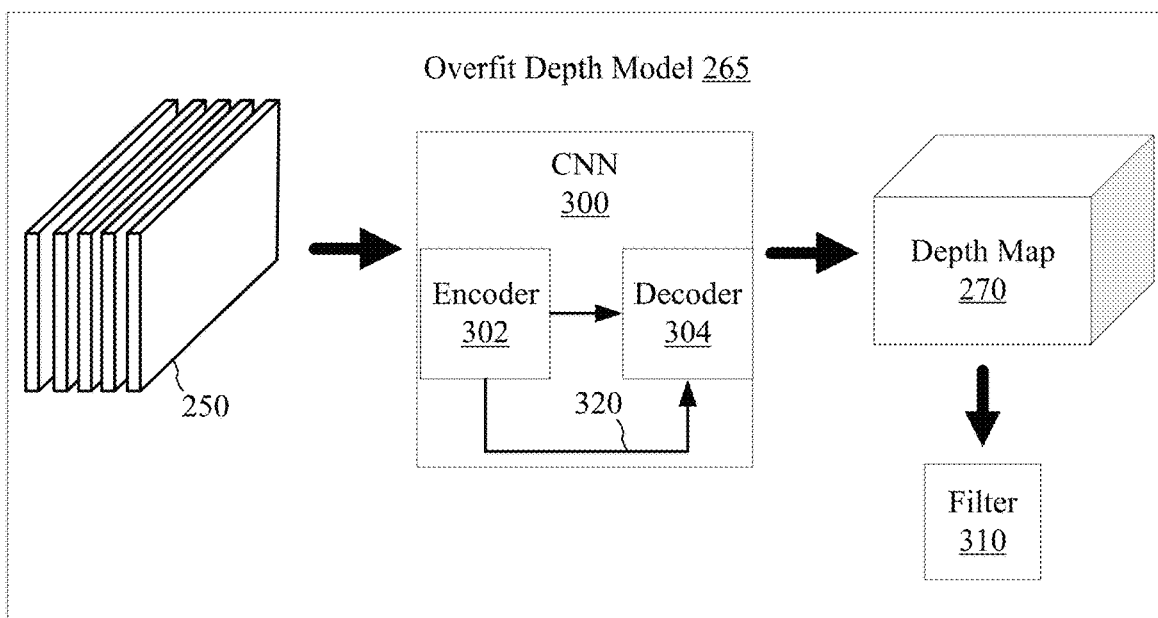 Overfit Depth Model 265
250
CNN
300
Encoder
302
Decoder
304
320
Depth Map
270
Filter
310